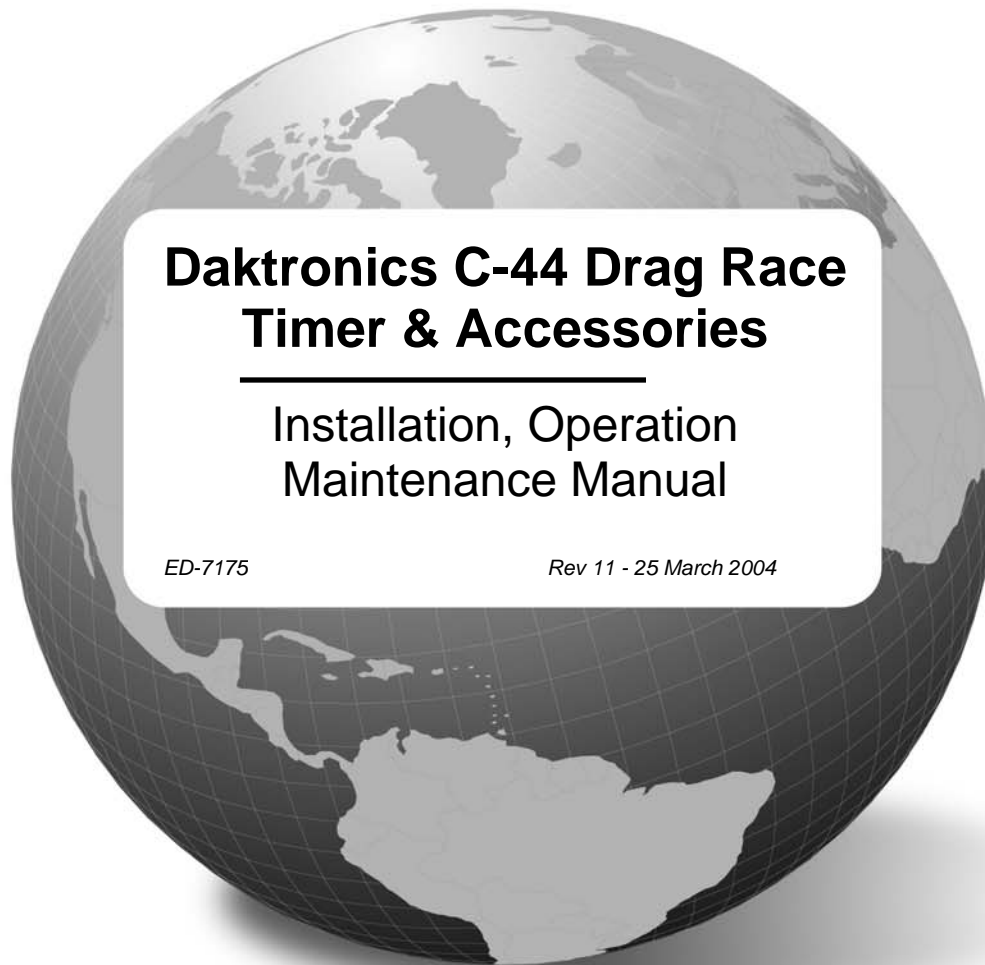 Daktronics C-44 Drag Race
Timer & Accessories
Installation, Operation
Maintenance Manual
ED-7175 Rev 11 - 25 March 2004